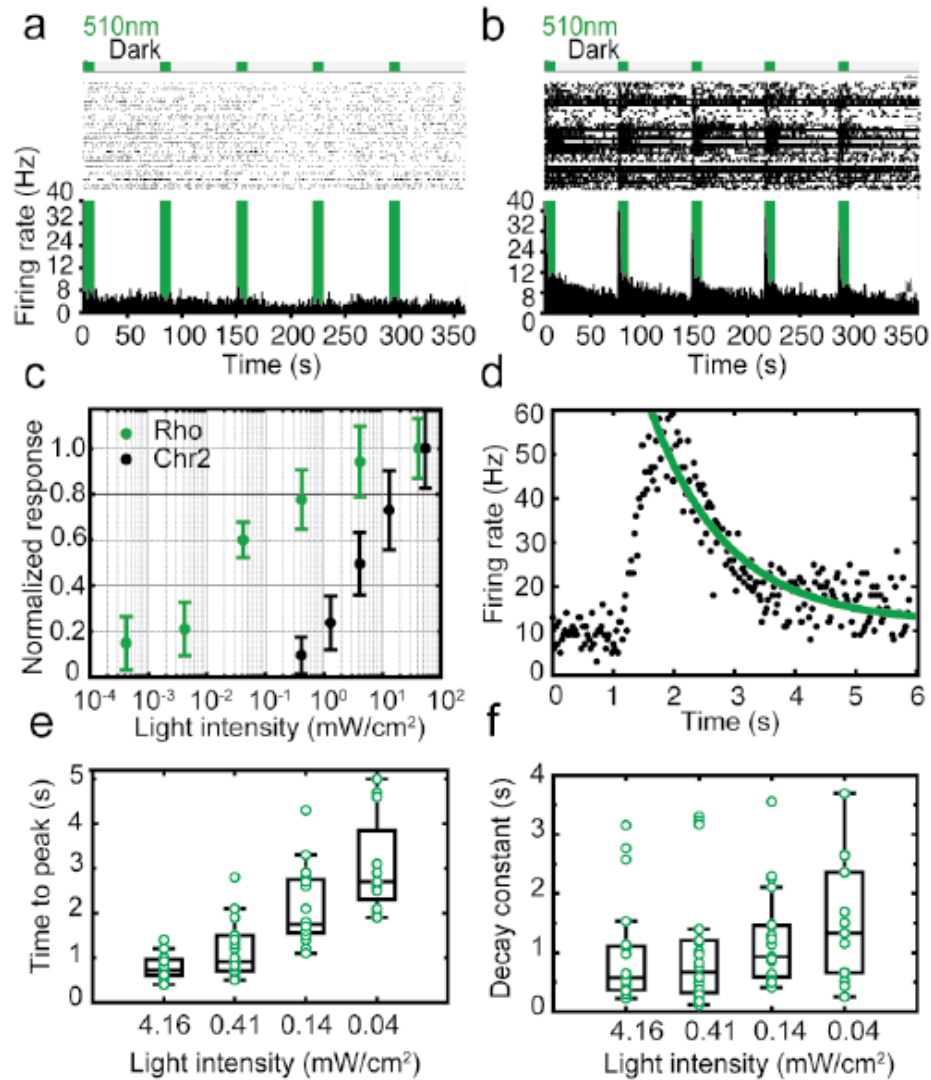 a
510nm
Dark
Firing rate (Hz)
40
32
24
12
8
0
0 50 100 150 200 250 300 350
Time (s)
b
510nm
Dark
40
32
24
12
8
0
0 50 100 150 200 250 300 350
Time (s)
c
Normalized response
1.0
0.8
0.6
0.4
0.2
0
Rho
Chr2
10-4 10-3 10-2 10-1 100 101 102
Light intensity (mW/cm2)
d
Firing rate (Hz)
60
50
40
30
20
10
0
0 1 2 3 4 5 6
Time (s)
e
Time to peak (s)
5
4
3
2
1
0
4.16 0.41 0.14 0.04
Light intensity (mW/cm2)
f
Decay constant (s)
4
3
2
1
0
4.16 0.41 0.14 0.04
Light intensity (mW/cm2)